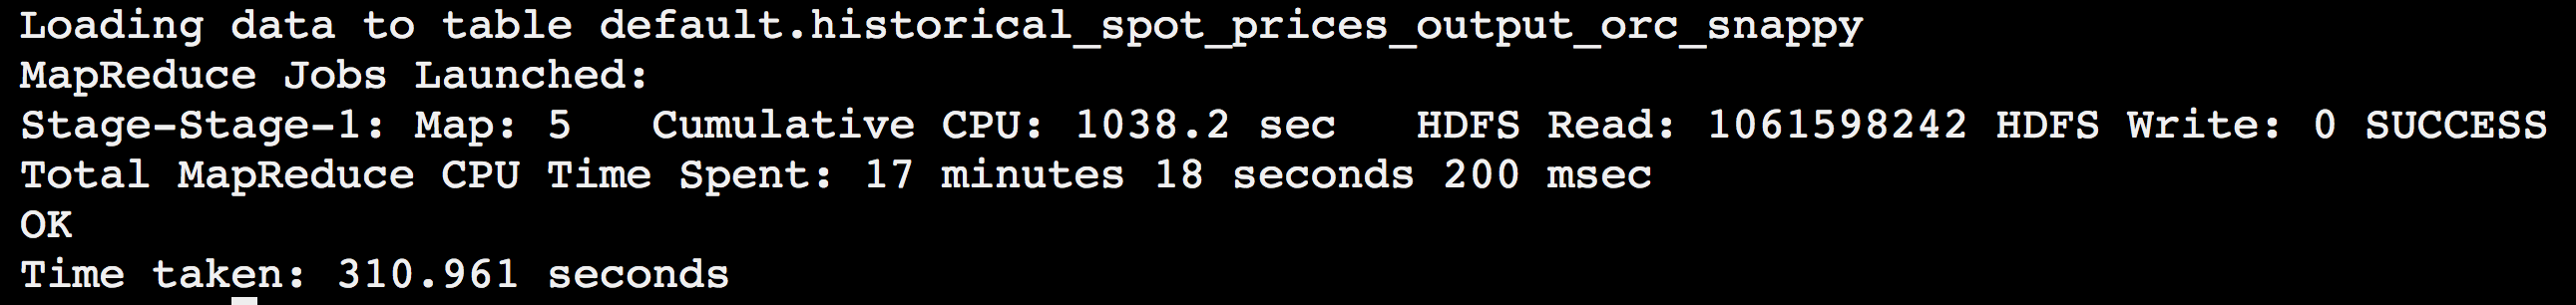 Loading data to table default.historical_spot_prices_output_orc_snappy
MapReduce Jobs Launched:
Stage-Stage-1: Map: 5   Cumulative CPU: 1038.2 sec   HDFS Read: 1061598242 HDFS Write: 0 SUCCESS
Total MapReduce CPU Time Spent: 17 minutes 18 seconds 200 msec
OK
Time taken: 310.961 seconds